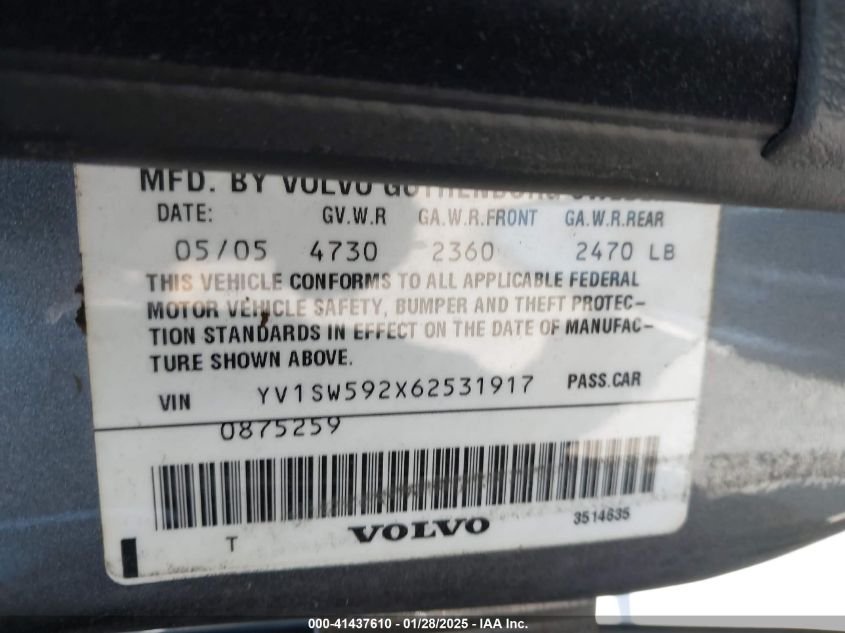 MFD. BY VOLVO GOTHENBURG
DATE: GV.W.R GA.W.R.FRONT GA.W.R.REAR
05/05 4730 2360 2470 LB
THIS VEHICLE CONFORMS TO ALL APPLICABLE FEDERAL
MOTOR VEHICLE SAFETY, BUMPER AND THEFT PROTEC-
TION STANDARDS IN EFFECT ON THE DATE OF MANUFAC-
TURE SHOWN ABOVE.
VIN YV1SW592X62531917 PASS.CAR
0875259
T VOLVO 3514635
000-41437610 - 01/28/2025 - IAA Inc.